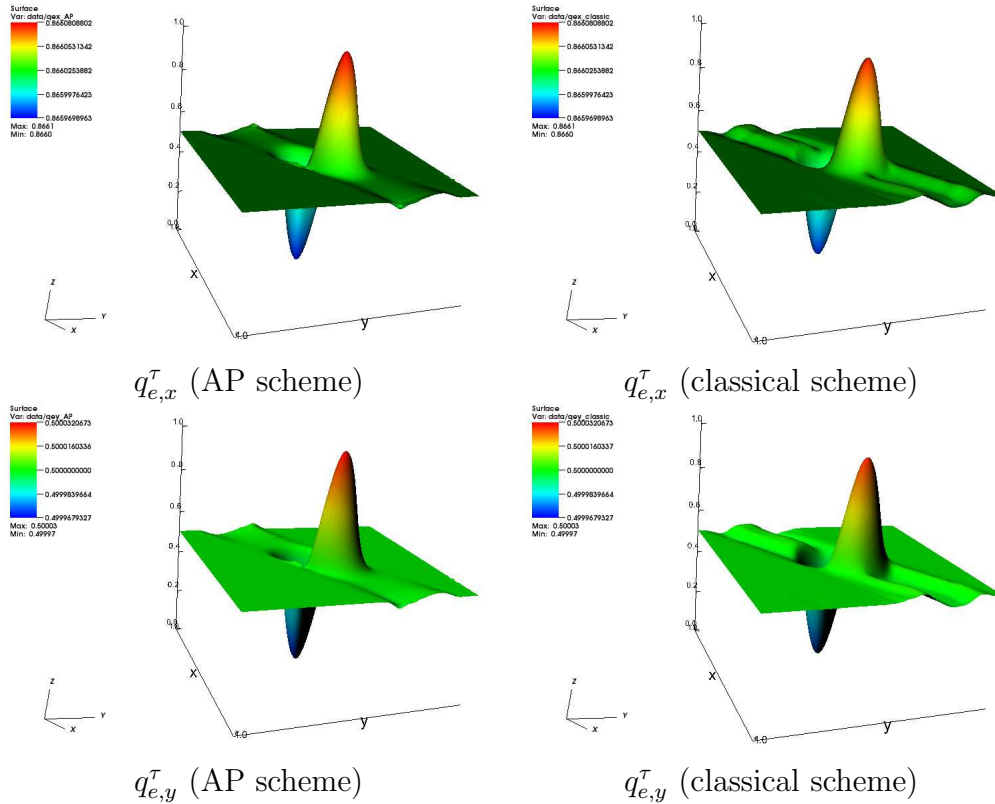 Surface
Var: data/qex_AP
0.8660808802
0.8660531342
0.8660253882
0.8659976423
0.8659698963
Max: 0.8661
Min: 0.8660
1.0
0.8
0.6
0.4
0.2
x
y
1.0
Z
Y
X
q^τ_{e,x} (AP scheme)
Surface
Var: data/qex_classic
0.8660808802
0.8660531342
0.8660253882
0.8659976423
0.8659698963
Max: 0.8661
Min: 0.8660
1.0
0.8
0.6
0.4
0.2
x
y
1.0
Z
Y
X
q^τ_{e,x} (classical scheme)
Surface
Var: data/qey_AP
0.5000320673
0.5000160336
0.5000000000
0.4999839664
0.4999679327
Max: 0.50003
Min: 0.49997
1.0
0.8
0.6
0.4
0.2
x
y
1.0
Z
Y
X
q^τ_{e,y} (AP scheme)
Surface
Var: data/qey_classic
0.5000320673
0.5000160337
0.5000000000
0.4999839664
0.4999679327
Max: 0.50003
Min: 0.49997
1.0
0.8
0.6
0.4
0.2
x
y
1.0
Z
Y
X
q^τ_{e,y} (classical scheme)